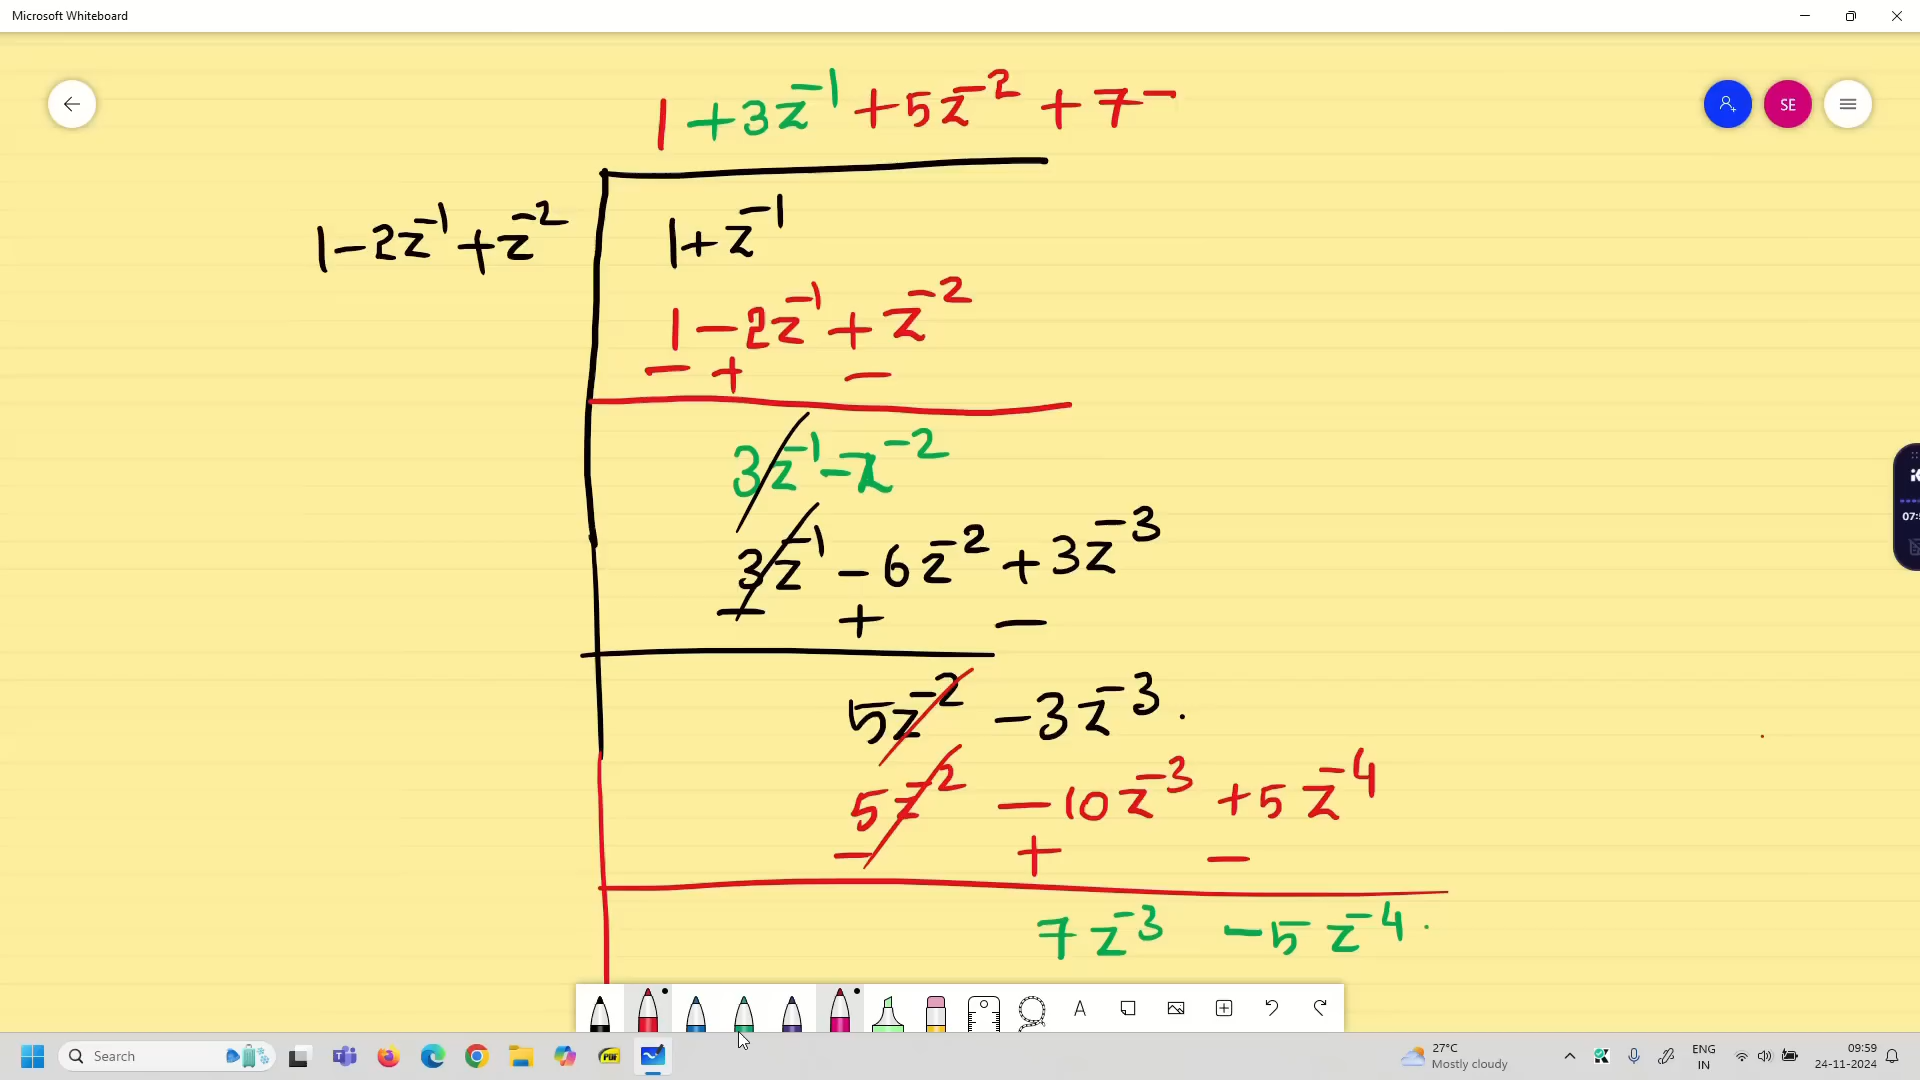 Microsoft Whiteboard
1 + 3z⁻¹ + 5z⁻² + 7
SE
1 - 2z⁻¹ + z⁻²
1 + z⁻¹
1 - 2z⁻¹ + z⁻²
- + -
07:
3z⁻¹ - z⁻²
3z⁻¹ - 6z⁻² + 3z⁻³
- + -
5z⁻² - 3z⁻³.
5z⁻² - 10z⁻³ + 5z⁻⁴
- + -
7z⁻³ - 5z⁻⁴.
A
Search
PDF
27°C
Mostly cloudy
ENG
IN
09:59
24-11-2024